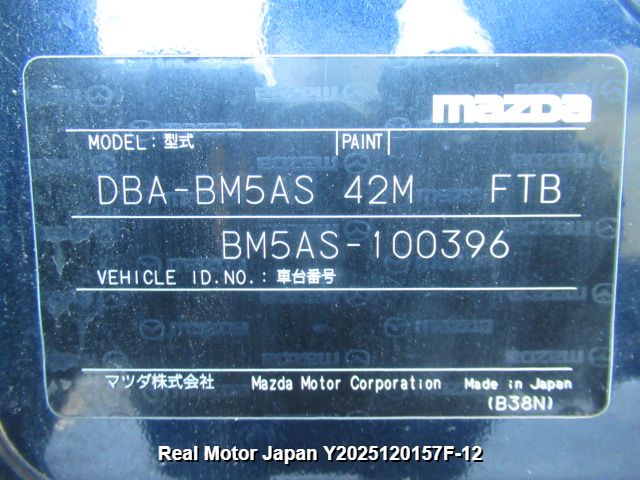 mazda
MODEL: 型式 PAINT
DBA-BM5AS 42M FTB
BM5AS-100396
VEHICLE ID.NO.: 車台番号
マツダ株式会社 Mazda Motor Corporation Made in Japan
(B38N)
Real Motor Japan Y2025120157F-12